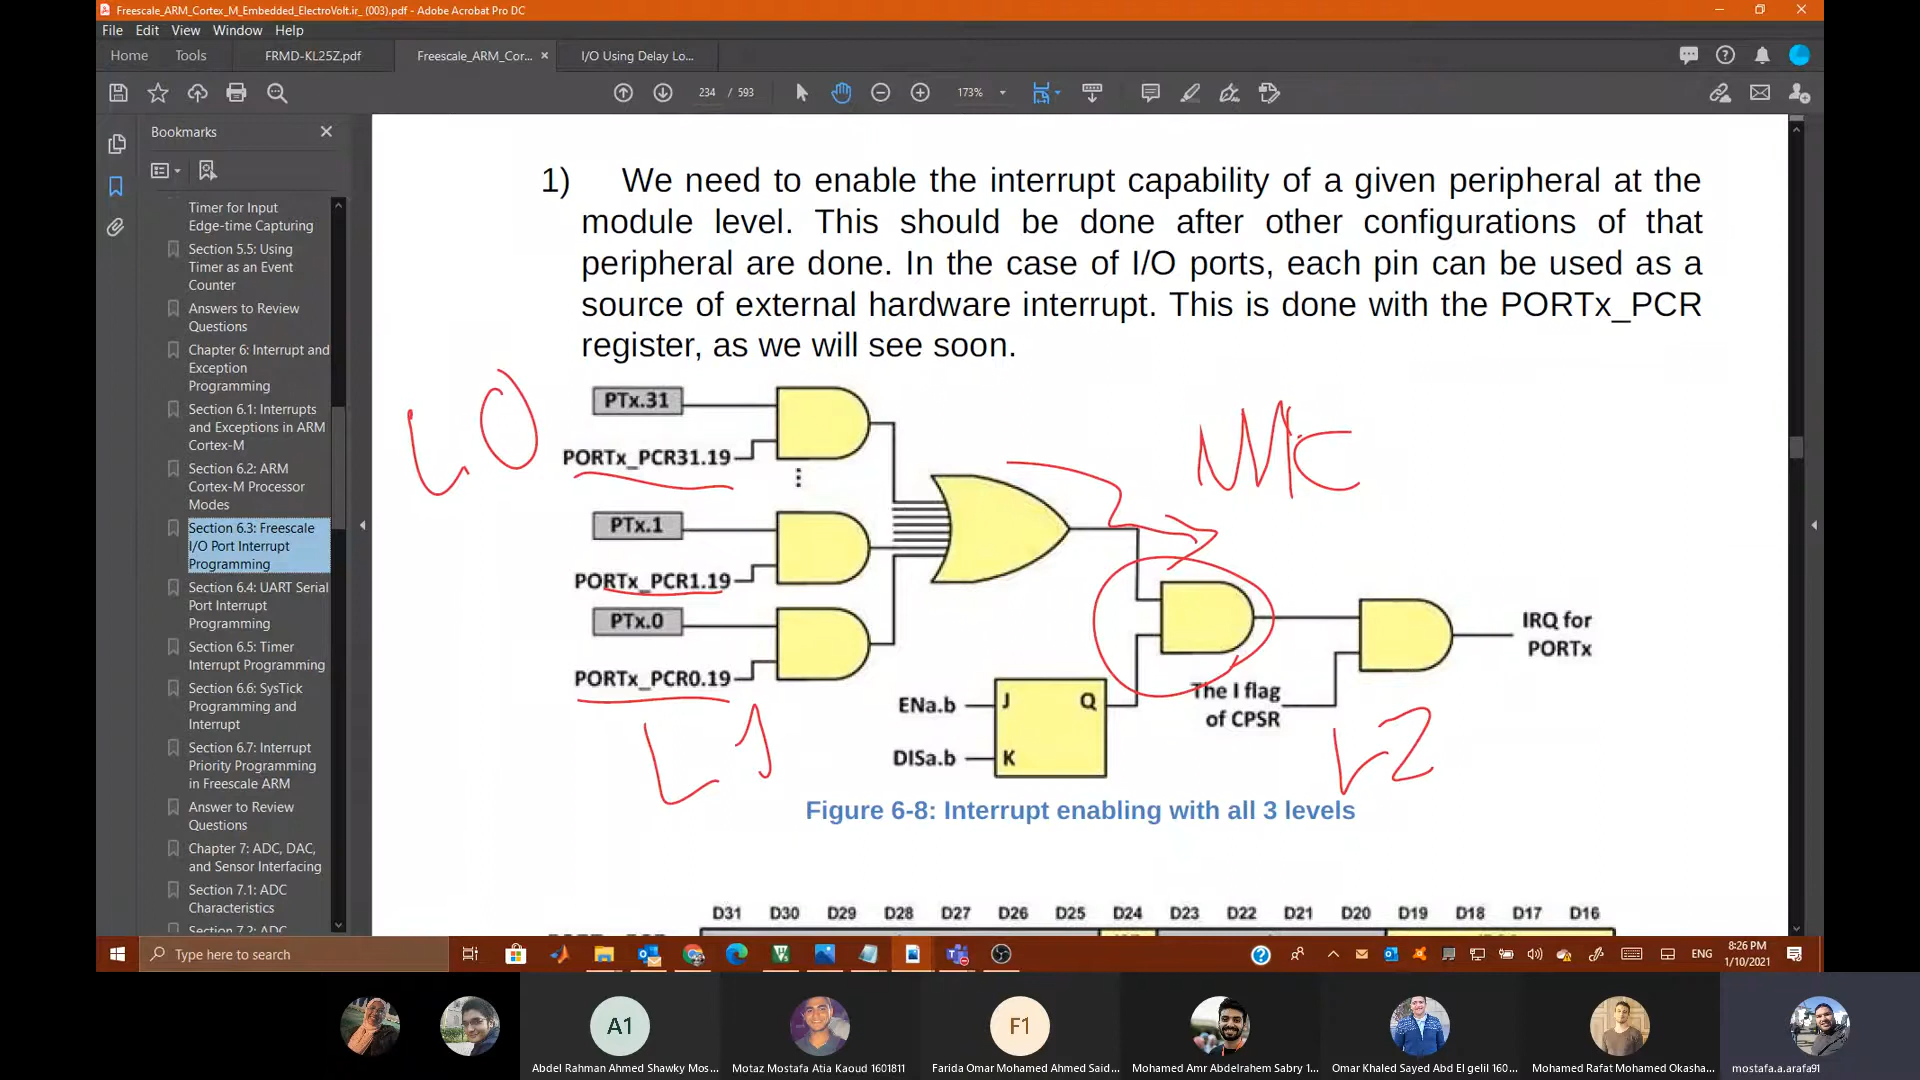 Freescale_ARM_Cortex_M_Embedded_ElectroVolt.ir_ (003).pdf - Adobe Acrobat Pro DC
File Edit View Window Help
Home Tools FRMD-KL25Z.pdf Freescale_ARM_Cor... × I/O Using Delay Lo...
234 / 593 173%
Bookmarks
Timer for Input
Edge-time Capturing
Section 5.5: Using
Timer as an Event
Counter
Answers to Review
Questions
Chapter 6: Interrupt and
Exception
Programming
Section 6.1: Interrupts
and Exceptions in ARM
Cortex-M
Section 6.2: ARM
Cortex-M Processor
Modes
Section 6.3: Freescale
I/O Port Interrupt
Programming
Section 6.4: UART Serial
Port Interrupt
Programming
Section 6.5: Timer
Interrupt Programming
Section 6.6: SysTick
Programming and
Interrupt
Section 6.7: Interrupt
Priority Programming
in Freescale ARM
Answer to Review
Questions
Chapter 7: ADC, DAC,
and Sensor Interfacing
Section 7.1: ADC
Characteristics
Section 7.2: ADC
1) We need to enable the interrupt capability of a given peripheral at the
module level. This should be done after other configurations of that
peripheral are done. In the case of I/O ports, each pin can be used as a
source of external hardware interrupt. This is done with the PORTx_PCR
register, as we will see soon.
L0
PTx.31
PORTx_PCR31.19
PTx.1
PORTx_PCR1.19
PTx.0
PORTx_PCR0.19
L1
ENa.b J Q
DISa.b K
The I flag
of CPSR
L2
IRQ for
PORTx
Figure 6-8: Interrupt enabling with all 3 levels
D31 D30 D29 D28 D27 D26 D25 D24 D23 D22 D21 D20 D19 D18 D17 D16
Type here to search
ENG
8:26 PM
1/10/2021
A1
F1
Abdel Rahman Ahmed Shawky Mos...
Motaz Mostafa Atia Kaoud 1601811
Farida Omar Mohamed Ahmed Said...
Mohamed Amr Abdelrahem Sabry 1...
Omar Khaled Sayed Abd El gelil 160...
Mohamed Rafat Mohamed Okasha...
mostafa.a.arafa91